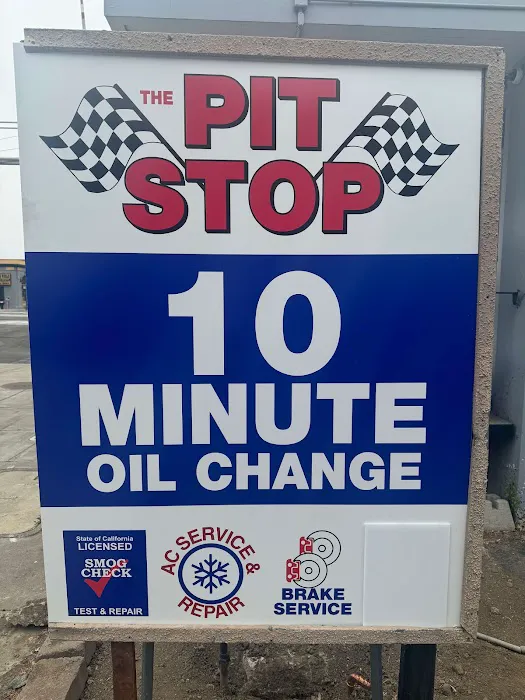 THE PIT
STOP
10
MINUTE
OIL CHANGE
State of California
LICENSED
SMOG
CHECK
TEST & REPAIR
AC SERVICE &
REPAIR
BRAKE
SERVICE